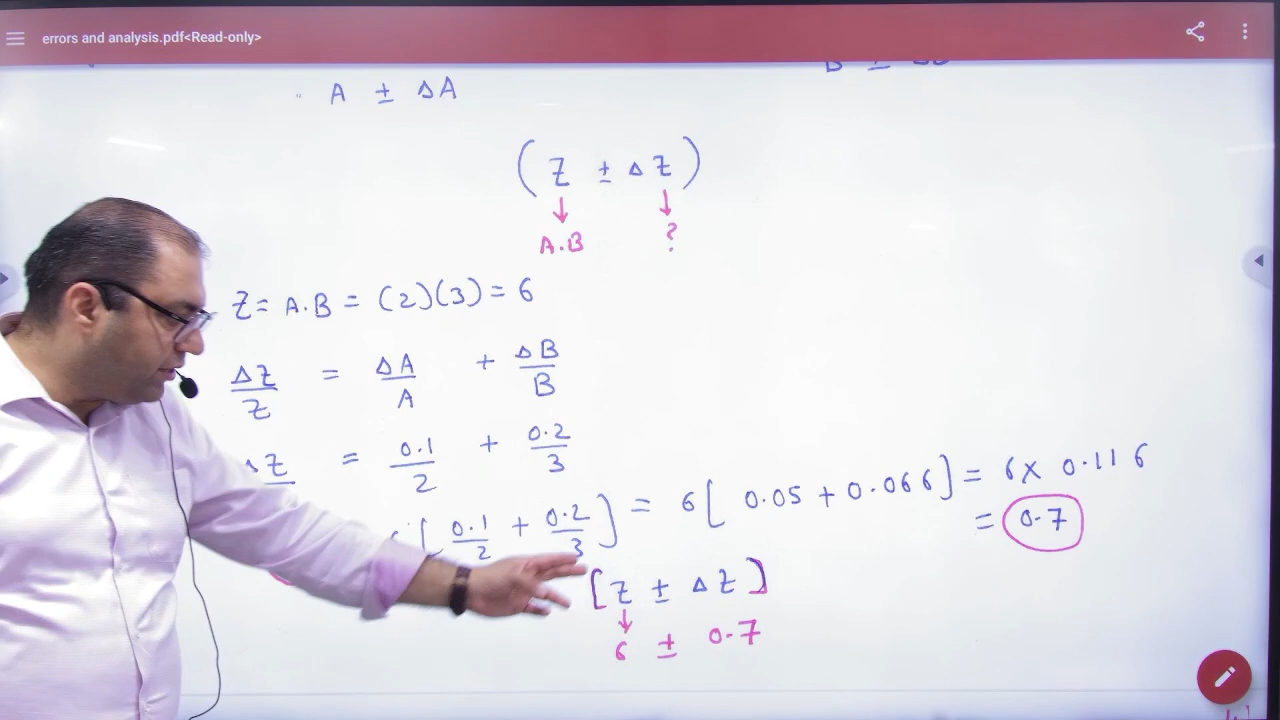 errors and analysis.pdf<Read-only>
A ± ΔA
(Z ± ΔZ)
↓ ↓
A.B ?
Z = A.B = (2)(3) = 6
ΔZ/Z = ΔA/A + ΔB/B
ΔZ = 0.1/2 + 0.2/3
[0.1/2 + 0.2/3] = 6[0.05 + 0.066] = 6 x 0.116
= 0.7
[Z ± ΔZ]
↓
6 ± 0.7